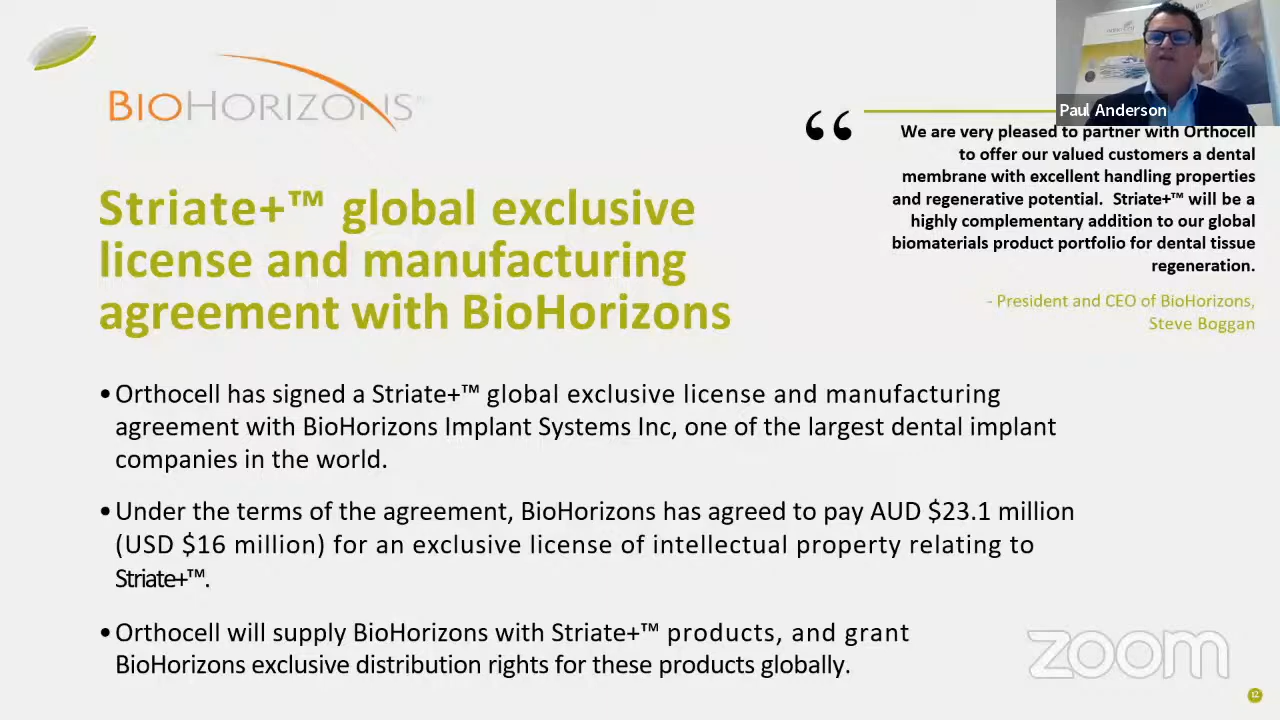 BIOHORIZONS
Paul Anderson
“
We are very pleased to partner with Orthocell
to offer our valued customers a dental
membrane with excellent handling properties
and regenerative potential. Striate+™ will be a
highly complementary addition to our global
biomaterials product portfolio for dental tissue
regeneration.
- President and CEO of BioHorizons,
Steve Boggan
Striate+™ global exclusive
license and manufacturing
agreement with BioHorizons
•Orthocell has signed a Striate+™ global exclusive license and manufacturing
agreement with BioHorizons Implant Systems Inc, one of the largest dental implant
companies in the world.
•Under the terms of the agreement, BioHorizons has agreed to pay AUD $23.1 million
(USD $16 million) for an exclusive license of intellectual property relating to
Striate+™.
•Orthocell will supply BioHorizons with Striate+™ products, and grant
BioHorizons exclusive distribution rights for these products globally.
zoom
12